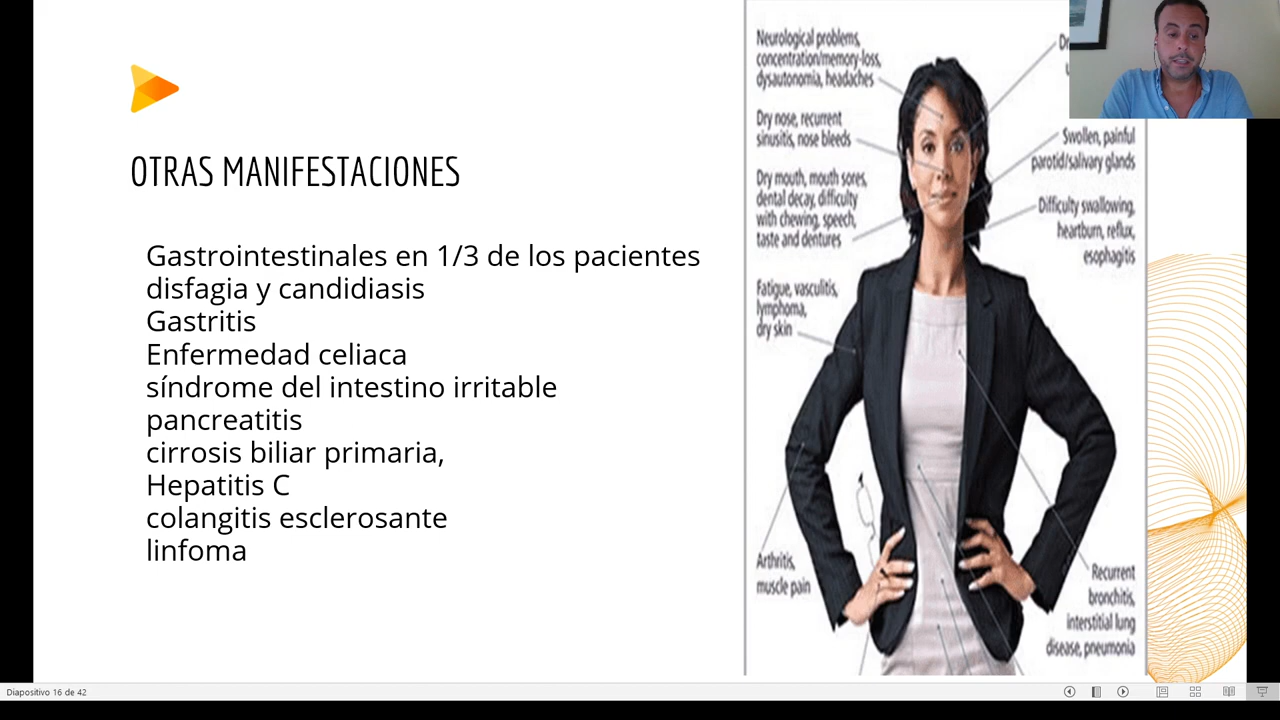 OTRAS MANIFESTACIONES
Gastrointestinales en 1/3 de los pacientes
disfagia y candidiasis
Gastritis
Enfermedad celiaca
síndrome del intestino irritable
pancreatitis
cirrosis biliar primaria,
Hepatitis C
colangitis esclerosante
linfoma
Neurological problems,
concentration/memory-loss,
dysautonomia, headaches
Dry nose, recurrent
sinusitis, nose bleeds
Dry mouth, mouth sores,
dental decay, difficulty
with chewing, speech,
taste and dentures
Fatigue, vasculitis,
lymphoma,
dry skin
Arthritis,
muscle pain
Swollen, painful
parotid/salivary glands
Difficulty swallowing,
heartburn, reflux,
esophagitis
Recurrent
bronchitis,
interstitial lung
disease, pneumonia
Diapositivo 16 de 42